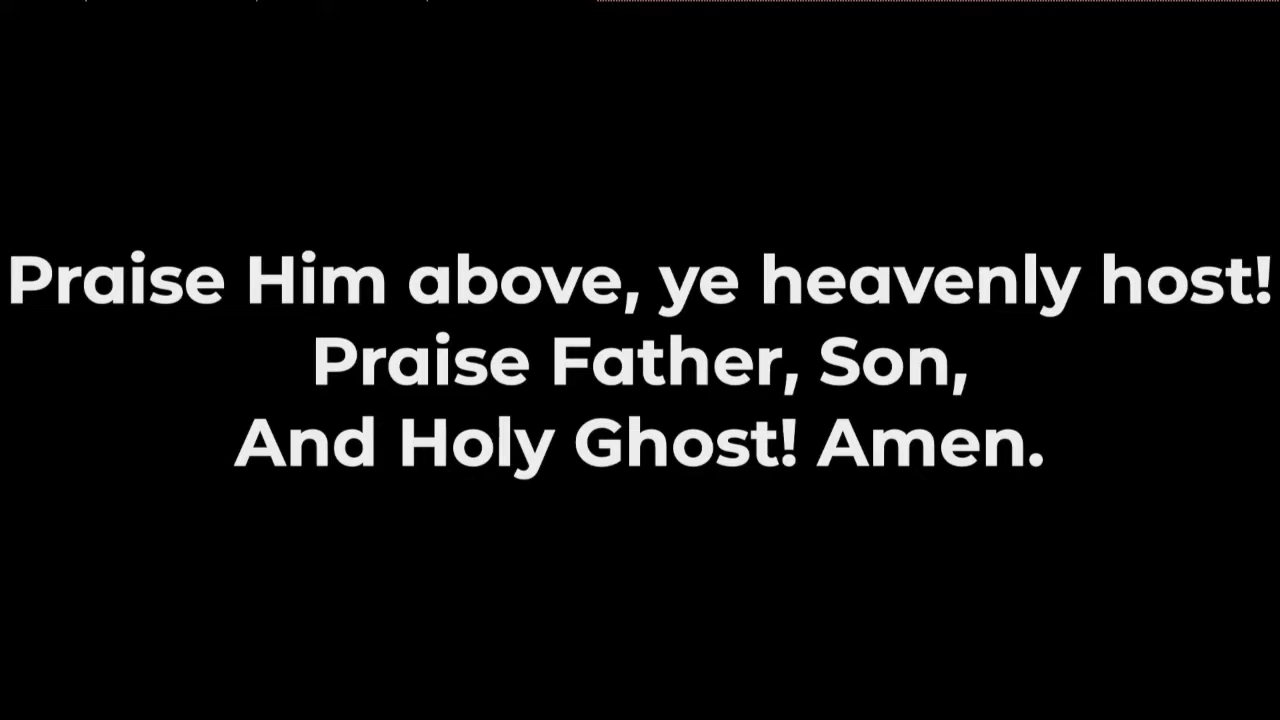 Praise Him above, ye heavenly host!
Praise Father, Son,
And Holy Ghost! Amen.